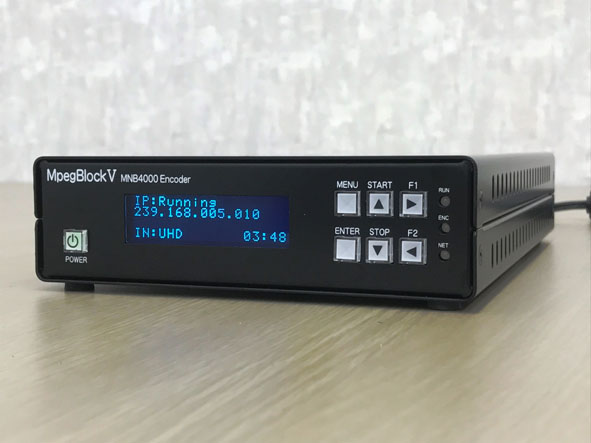 MpegBlock V MNB4000 Encoder
IP:Running
239.168.005.010
IN:UHD 03:48
POWER
MENU START F1
ENTER STOP F2
RUN
ENC
NET